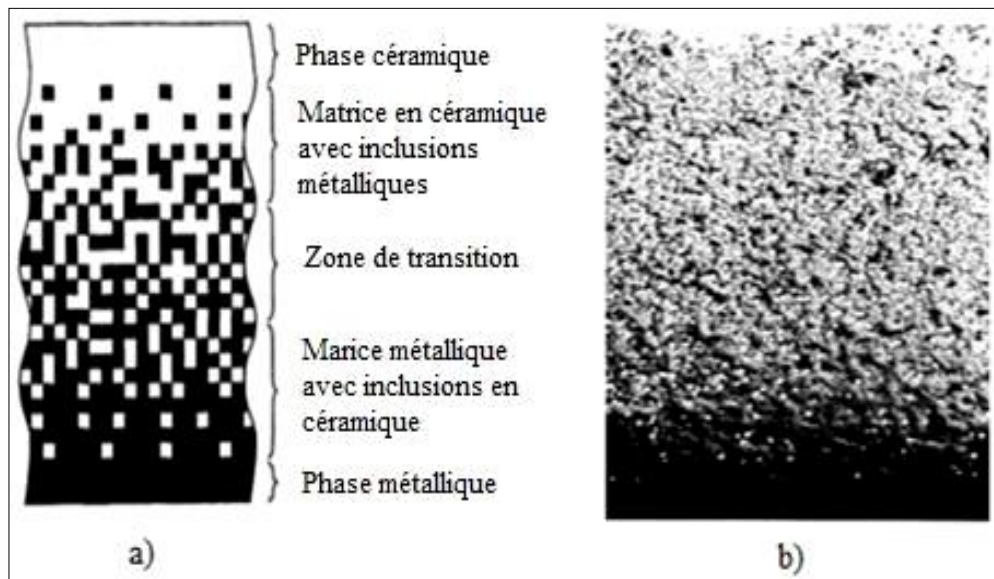 Phase céramique
Matrice en céramique
avec inclusions
métalliques
Zone de transition
Marice métallique
avec inclusions en
céramique
Phase métallique
a)
b)